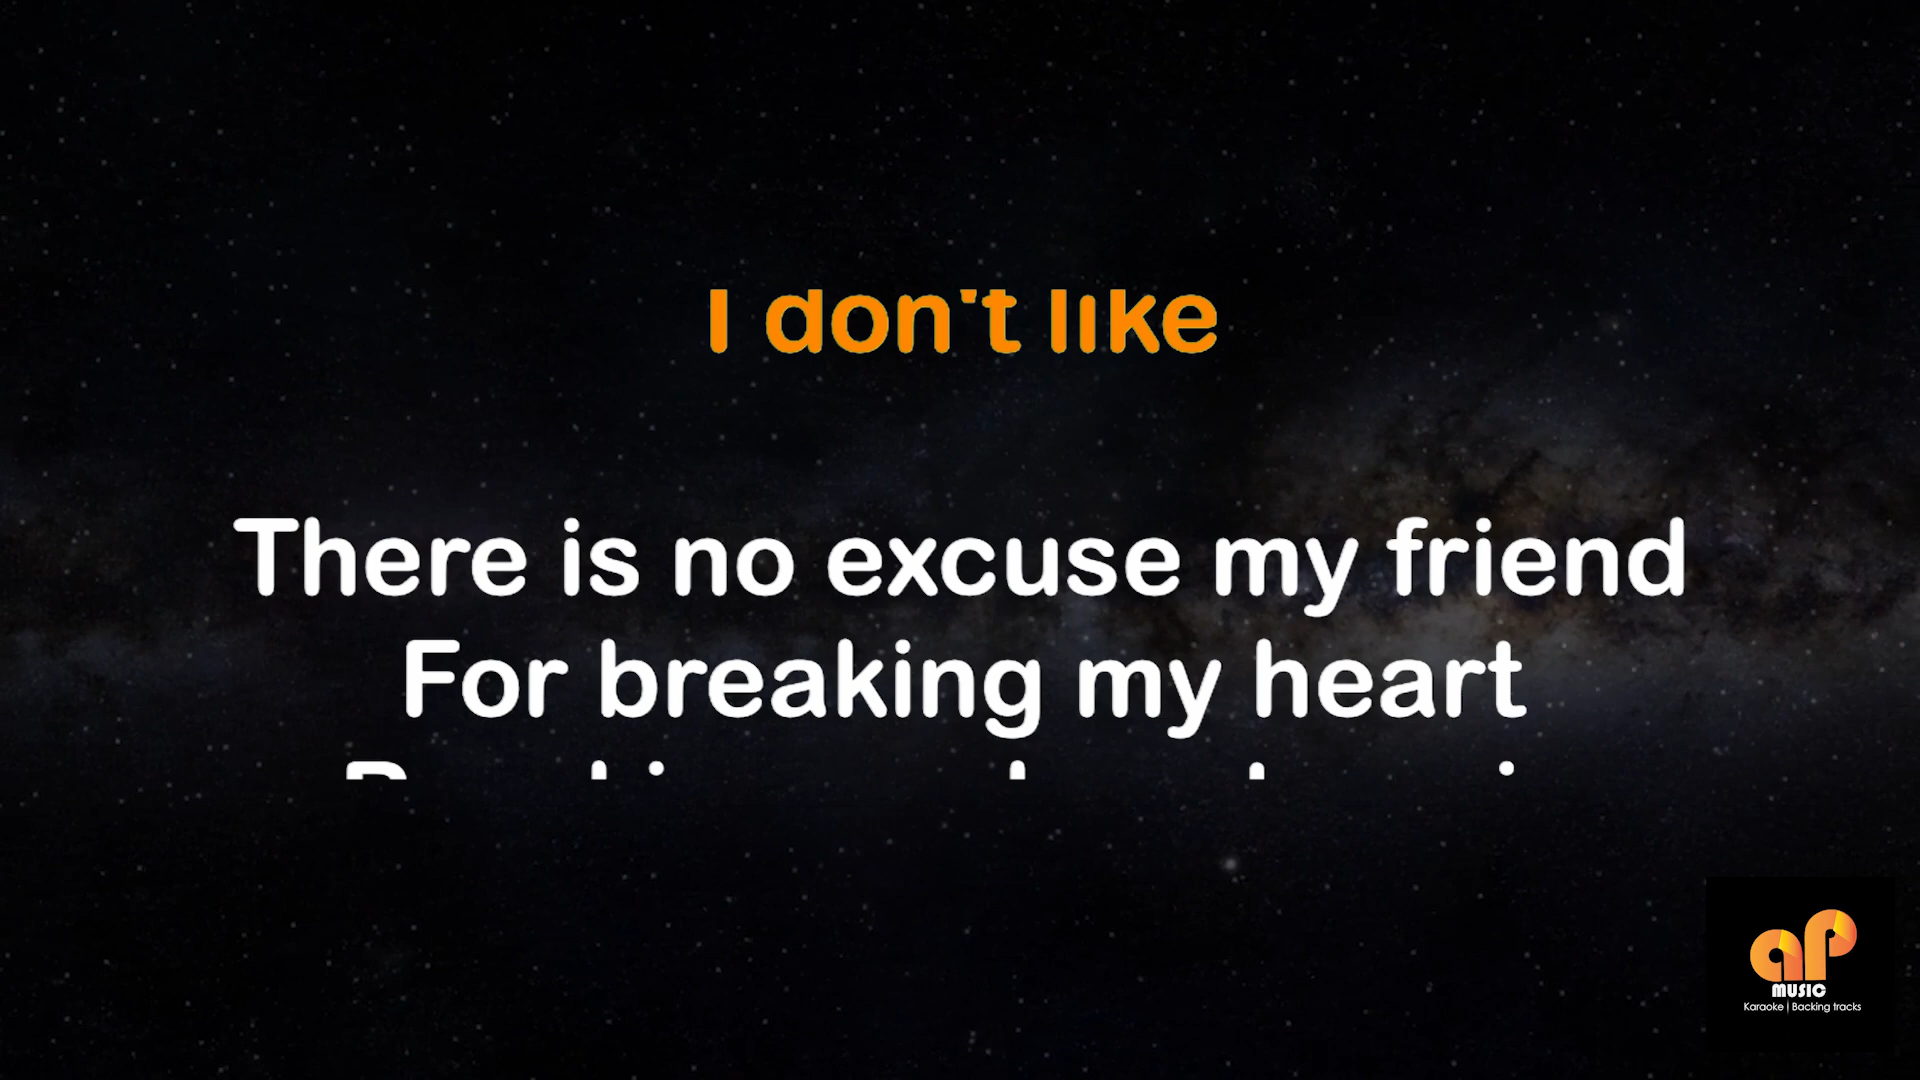 I don't like
There is no excuse my friend
For breaking my heart
ap
MUSIC
Karaoke | Backing tracks